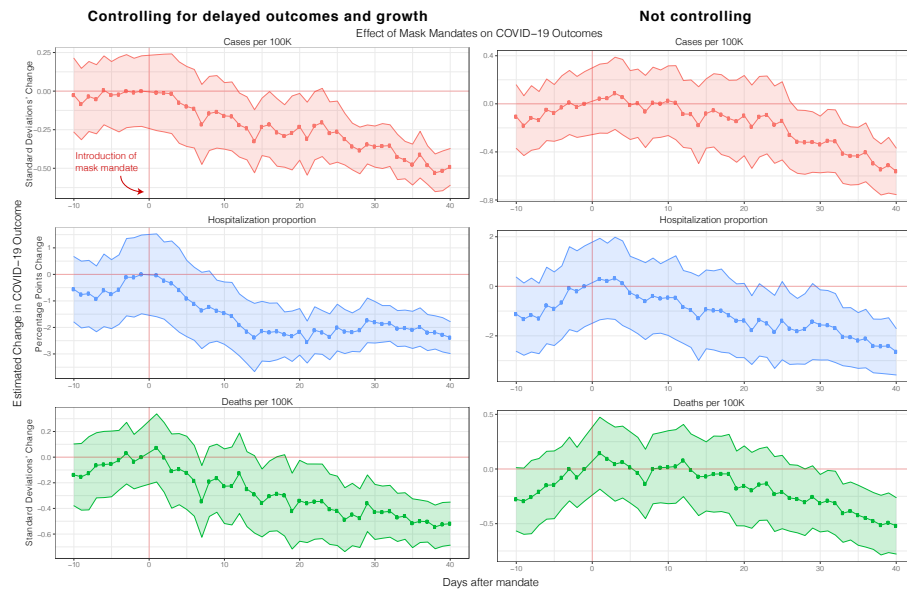 Controlling for delayed outcomes and growth
Not controlling
Effect of Mask Mandates on COVID−19 Outcomes
Estimated Change in COVID−19 Outcome
Cases per 100K
Standard Deviations' Change
0.25
0.00
−0.25
−0.50
Introduction of
mask mandate
−10 0 10 20 30 40
Cases per 100K
0.4
0.0
−0.4
−0.8
−10 0 10 20 30 40
Hospitalization proportion
Percentage Points Change
1
0
−1
−2
−3
−10 0 10 20 30 40
Hospitalization proportion
2
0
−2
−10 0 10 20 30 40
Deaths per 100K
Standard Deviations' Change
0.2
0.0
−0.2
−0.4
−0.6
−10 0 10 20 30 40
Deaths per 100K
0.5
0.0
−0.5
−10 0 10 20 30 40
Days after mandate